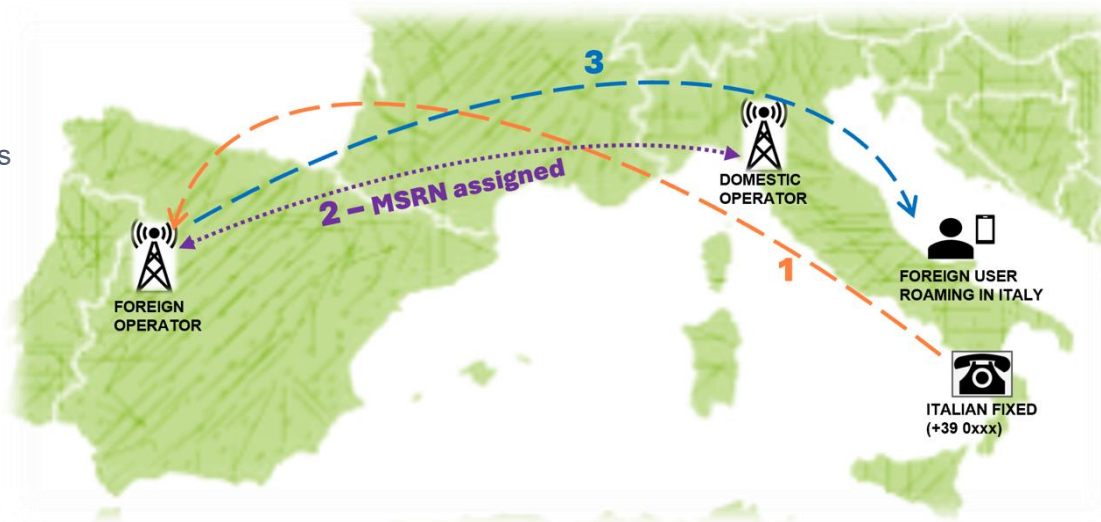 3
s
DOMESTIC
OPERATOR
2 – MSRN assigned
1
FOREIGN USER
ROAMING IN ITALY
FOREIGN
OPERATOR
ITALIAN FIXED
(+39 0xxx)